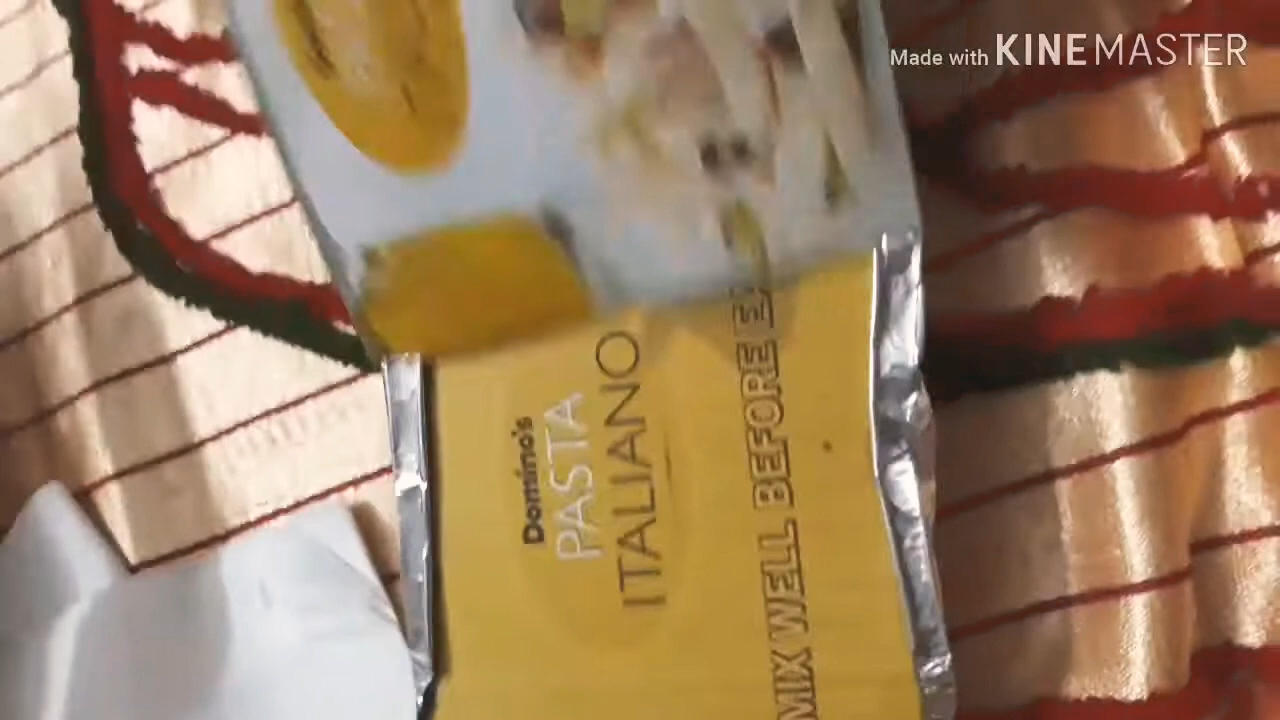 Made with KINEMASTER
Domino's
PASTA
ITALIANO
MIX WELL BEFORE